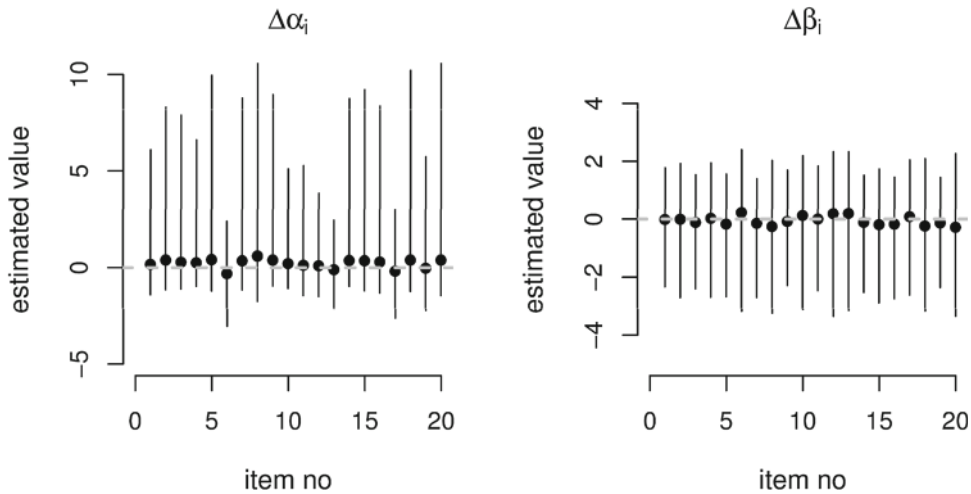 Δαᵢ
estimated value
10
5
0
−5
0 5 10 15 20
item no
Δβᵢ
estimated value
4
2
0
−2
−4
0 5 10 15 20
item no